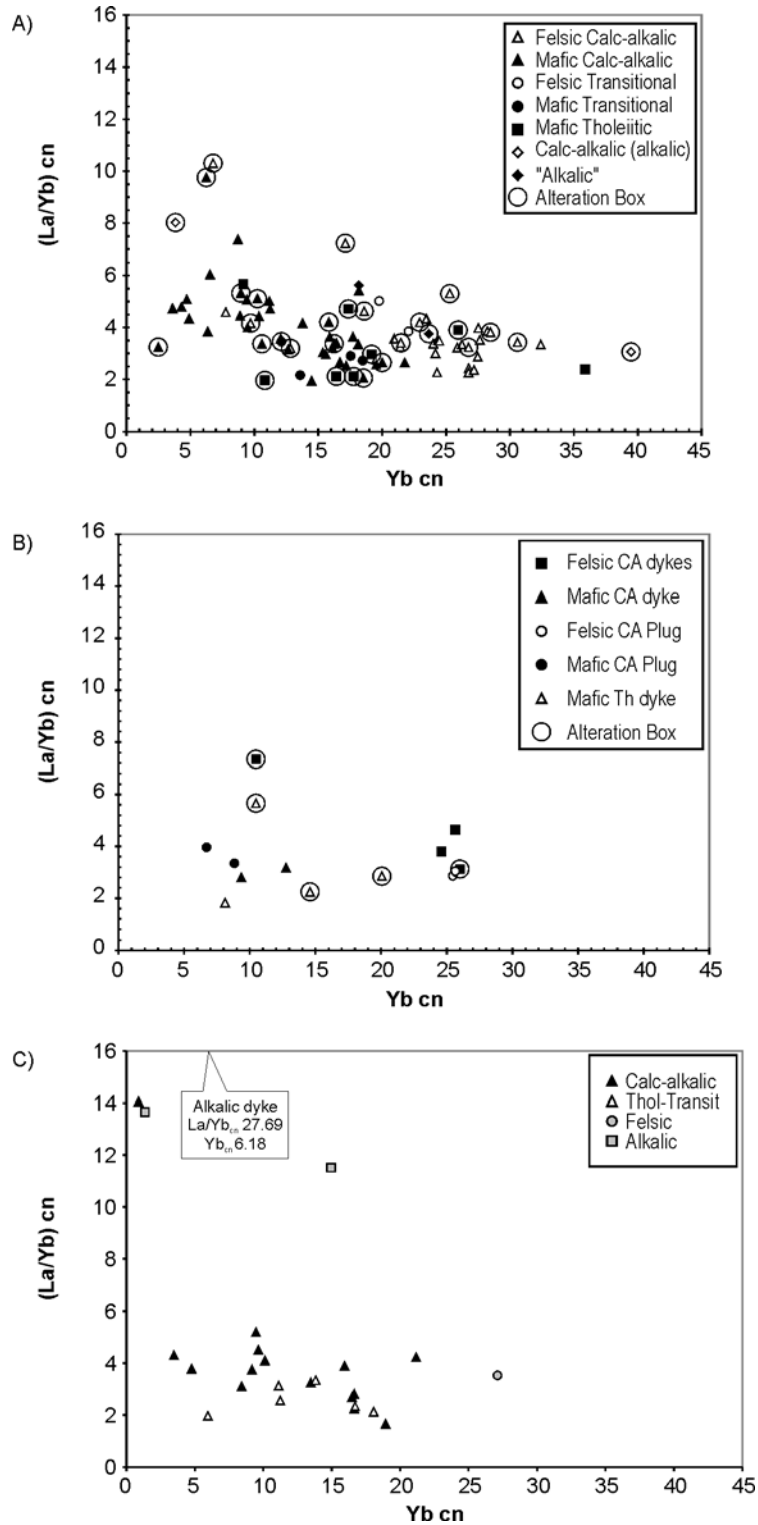 A)
16
14
12
10
8
6
4
2
0
(La/Yb) cn
0 5 10 15 20 25 30 35 40 45
Yb cn
Felsic Calc-alkalic
Mafic Calc-alkalic
Felsic Transitional
Mafic Transitional
Mafic Tholeiitic
Calc-alkalic (alkalic)
"Alkalic"
Alteration Box
B)
16
14
12
10
8
6
4
2
0
(La/Yb) cn
0 5 10 15 20 25 30 35 40 45
Yb cn
Felsic CA dykes
Mafic CA dyke
Felsic CA Plug
Mafic CA Plug
Mafic Th dyke
Alteration Box
C)
16
14
12
10
8
6
4
2
0
(La/Yb) cn
0 5 10 15 20 25 30 35 40 45
Yb cn
Alkalic dyke
La/Ybcn 27.69
Ybcn 6.18
Calc-alkalic
Thol-Transit
Felsic
Alkalic